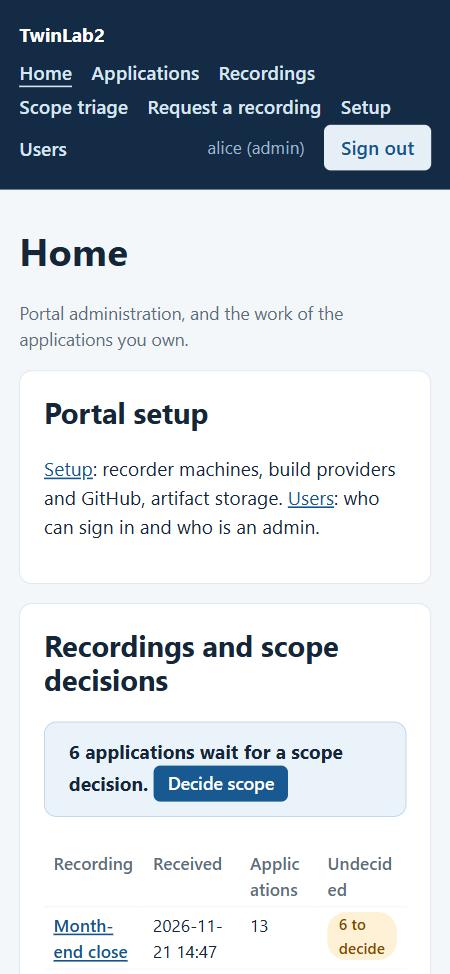 TwinLab2
Home Applications Recordings
Scope triage Request a recording Setup
Users alice (admin) Sign out
Home
Portal administration, and the work of the
applications you own.
Portal setup
Setup: recorder machines, build providers
and GitHub, artifact storage. Users: who
can sign in and who is an admin.
Recordings and scope
decisions
6 applications wait for a scope
decision. Decide scope
Recording Received Applic Undecid
ations ed
Month- 2026-11- 13 6 to
end close 21 14:47 decide